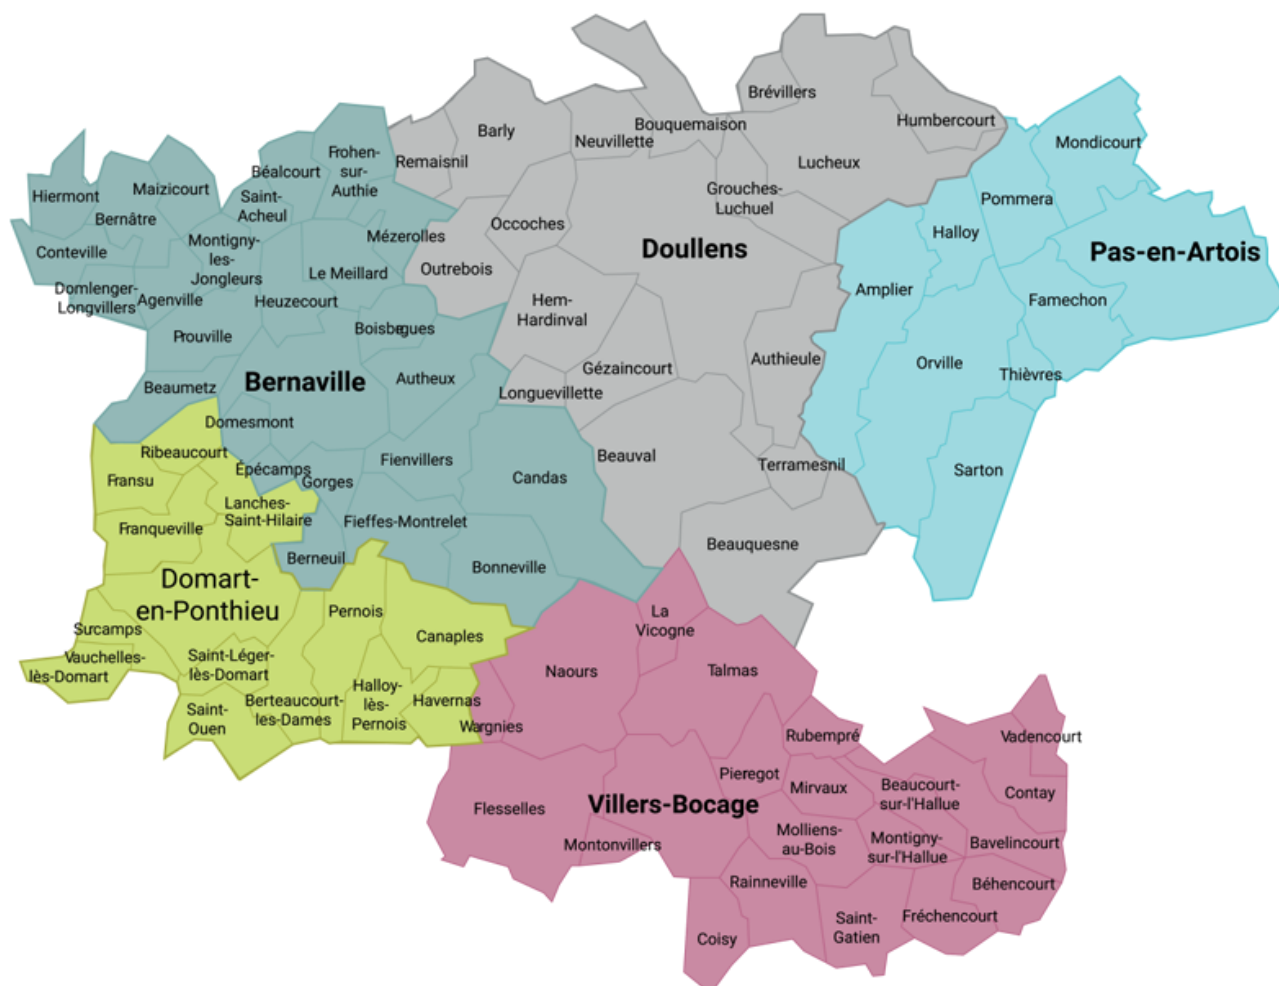 Brévillers
Humbercourt
Bouquemaison
Barly
Neuvillette
Mondicourt
Remaisnil
Lucheux
Frohen-
sur-
Authie
Béalcourt
Maizicourt
Hiermont
Saint-
Acheul
Grouches-
Luchuel
Pommera
Bernâtre
Occoches
Halloy
Mézerolles
Doullens
Pas-en-Artois
Conteville
Montigny-
les-
Jongleurs
Le Meillard
Outrebois
Amplier
Domlenger-
Longvillers
Agenville
Heuzecourt
Hem-
Hardinval
Famechon
Prouville
Boisbegues
Authieule
Orville
Gézaincourt
Thièvres
Beaumetz
Bernaville
Autheux
Longuevillette
Domesmont
Ribeaucourt
Beauval
Fienvillers
Terramesnil
Sarton
Fransu
Épécamps
Gorges
Candas
Lanches-
Saint-Hilaire
Franqueville
Fieffes-Montrelet
Beauquesne
Berneuil
Bonneville
Domart-
en-Ponthieu
Pernois
La
Vicogne
Surcamps
Canaples
Vauchelles-
lès-Domart
Saint-Léger-
lès-Domart
Naours
Talmas
Halloy-
lès-
Pernois
Berteaucourt-
les-Dames
Havernas
Saint-
Ouen
Wargnies
Rubempré
Vadencourt
Pieregot
Mirvaux
Beaucourt-
sur-l'Hallue
Contay
Flesselles
Villers-Bocage
Montonvillers
Molliens-
au-Bois
Montigny-
sur-l'Hallue
Bavelincourt
Rainneville
Béhencourt
Saint-
Gatien
Fréchencourt
Coisy